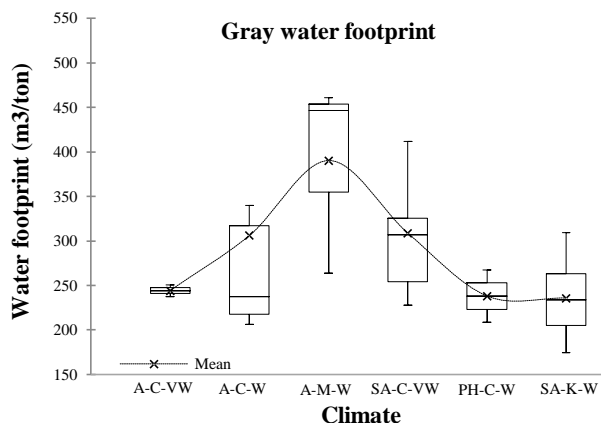 Gray water footprint
Water footprint (m3/ton)
550
500
450
400
350
300
250
200
150
Mean
A-C-VW A-C-W A-M-W SA-C-VW PH-C-W SA-K-W
Climate